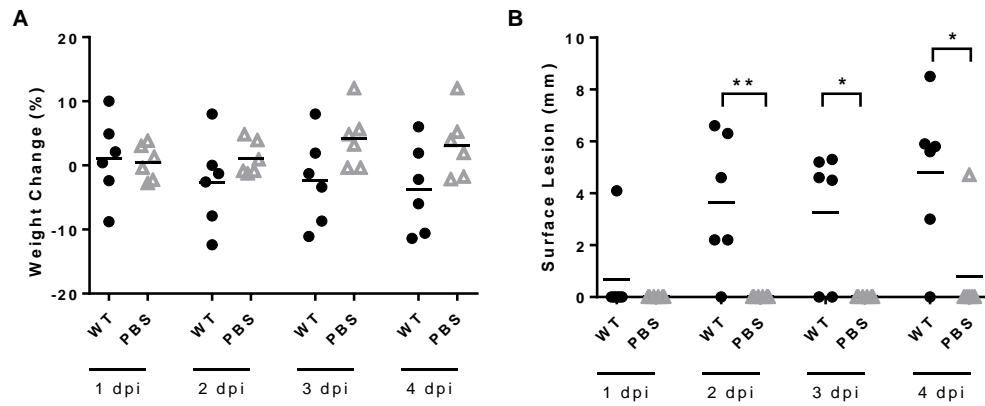 A
Weight Change (%)
20
10
0
-10
-20
WT PBS WT PBS WT PBS WT PBS
1 dpi 2 dpi 3 dpi 4 dpi
B
Surface Lesion (mm)
10
8
6
4
2
0
** * *
WT PBS WT PBS WT PBS WT PBS
1 dpi 2 dpi 3 dpi 4 dpi